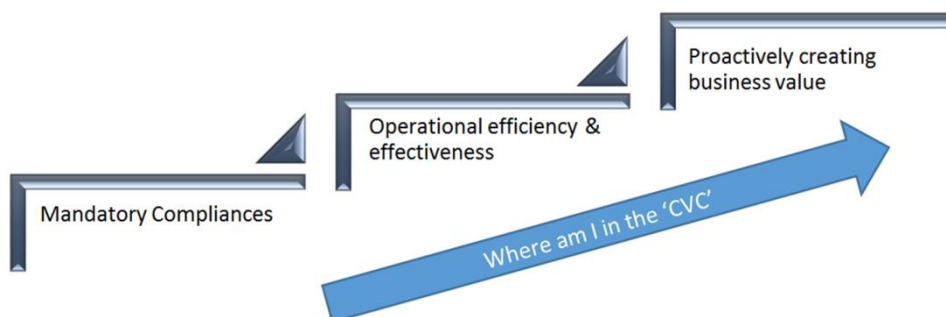 Proactively creating
business value
Operational efficiency &
effectiveness
Mandatory Compliances
Where am I in the ‘CVC’